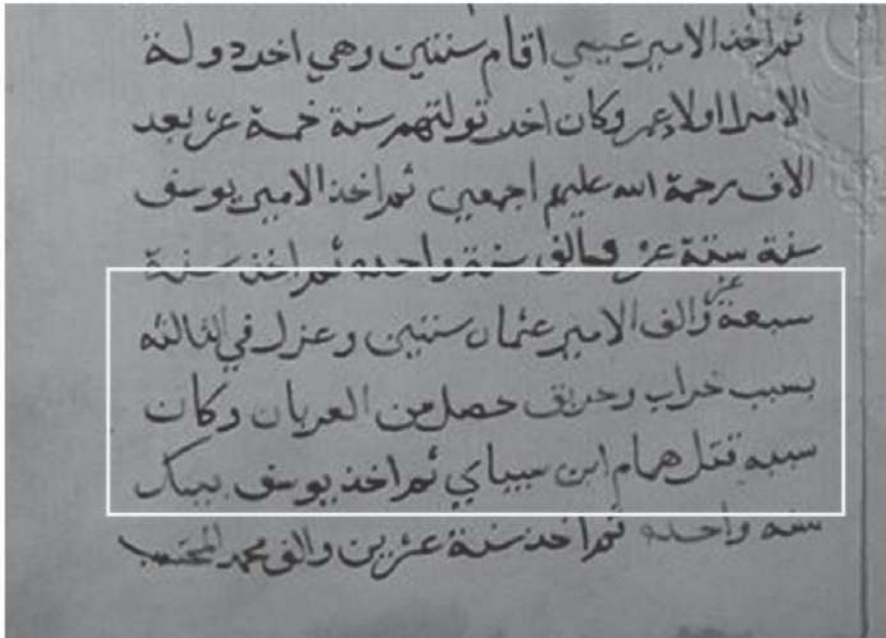 ثم اخذ الامير عيسي اقام سنتين وهي اخر دولة
الامرا اولاد عمر وكان اخر تولتهم سنة خمسة عشر بعد
الاف رحمة الله عليهم اجمعين ثم اخذ الامير يوسف
سنة ستة عشر والف سنة واحده ثم اخذ سنة
سبعة عشر والف الامير عثمان سنتين وعزل في الثالثه
بسبب خراب وحريق حصل من العربان وكان
سببه قتل همام ابن سيباي ثم اخذ يوسف بيك
سنه واحده ثم اخذ سنة عشرين والف محمد المحتسب